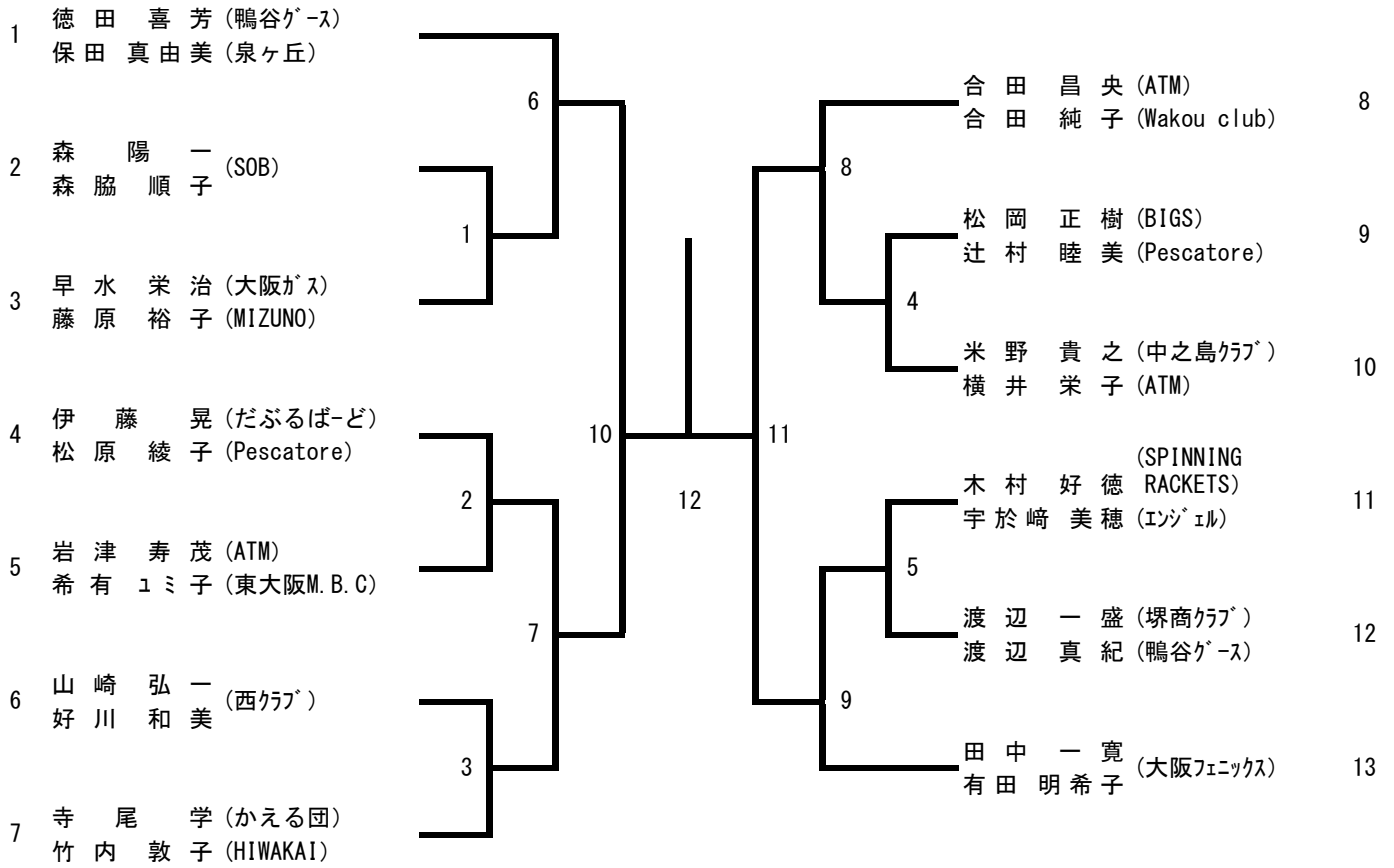 1
徳田 喜芳 (鴨谷ｸﾞｰｽ)
保田 真由美 (泉ヶ丘)
2
森 陽一
森脇 順子
(SOB)
3
早水 栄治 (大阪ｶﾞｽ)
藤原 裕子 (MIZUNO)
4
伊藤 晃 (だぶるばｰど)
松原 綾子 (Pescatore)
5
岩津 寿茂 (ATM)
希有 ﾕﾐ子 (東大阪M.B.C)
6
山崎 弘一
好川 和美
(西ｸﾗﾌﾞ)
7
寺尾 学 (かえる団)
竹内 敦子 (HIWAKAI)
6
1
2
7
3
10
12
11
8
4
5
9
合田 昌央 (ATM)
合田 純子 (Wakou club)
8
松岡 正樹 (BIGS)
辻村 睦美 (Pescatore)
9
米野 貴之 (中之島ｸﾗﾌﾞ)
横井 栄子 (ATM)
10
(SPINNING
木村 好徳 RACKETS)
宇於﨑 美穂 (ｴﾝｼﾞｪﾙ)
11
渡辺 一盛 (堺商ｸﾗﾌﾞ)
渡辺 真紀 (鴨谷ｸﾞｰｽ)
12
田中 一寛
有田 明希子
(大阪ﾌｪﾆｯｸｽ)
13